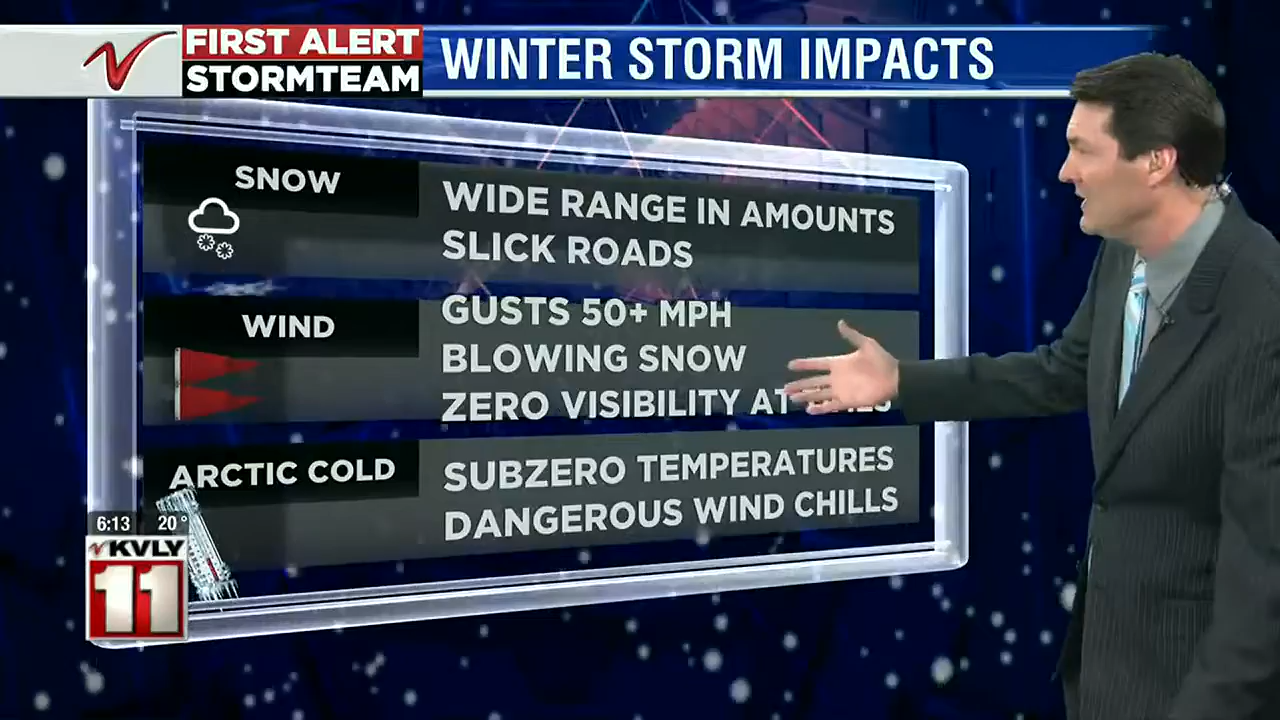 FIRST ALERT
STORMTEAM
WINTER STORM IMPACTS
SNOW
WIDE RANGE IN AMOUNTS
SLICK ROADS
WIND
GUSTS 50+ MPH
BLOWING SNOW
ZERO VISIBILITY AT
ARCTIC COLD
SUBZERO TEMPERATURES
DANGEROUS WIND CHILLS
6:13 20°
KVLY
11